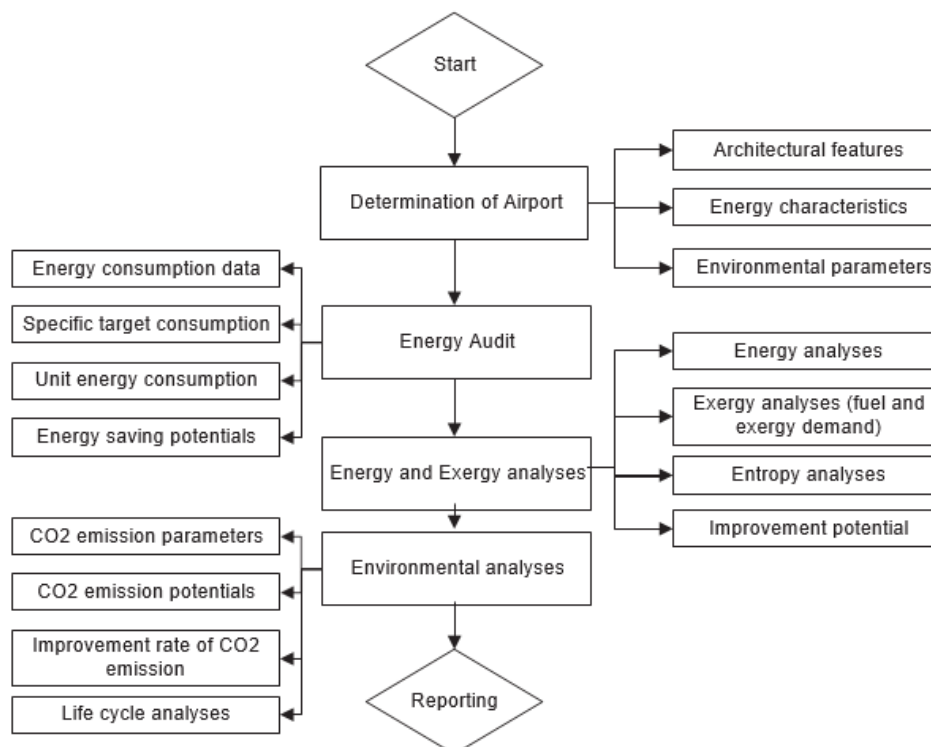 Start
Determination of Airport
Architectural features
Energy characteristics
Environmental parameters
Energy Audit
Energy consumption data
Specific target consumption
Unit energy consumption
Energy saving potentials
Energy and Exergy analyses
Energy analyses
Exergy analyses (fuel and
exergy demand)
Entropy analyses
Improvement potential
Environmental analyses
CO2 emission parameters
CO2 emission potentials
Improvement rate of CO2
emission
Life cycle analyses
Reporting